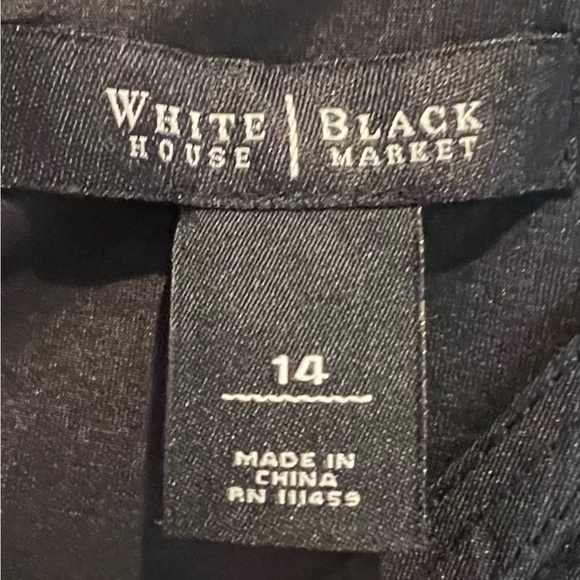 WHITE | BLACK
HOUSE | MARKET
14
MADE IN
CHINA
RN 111459